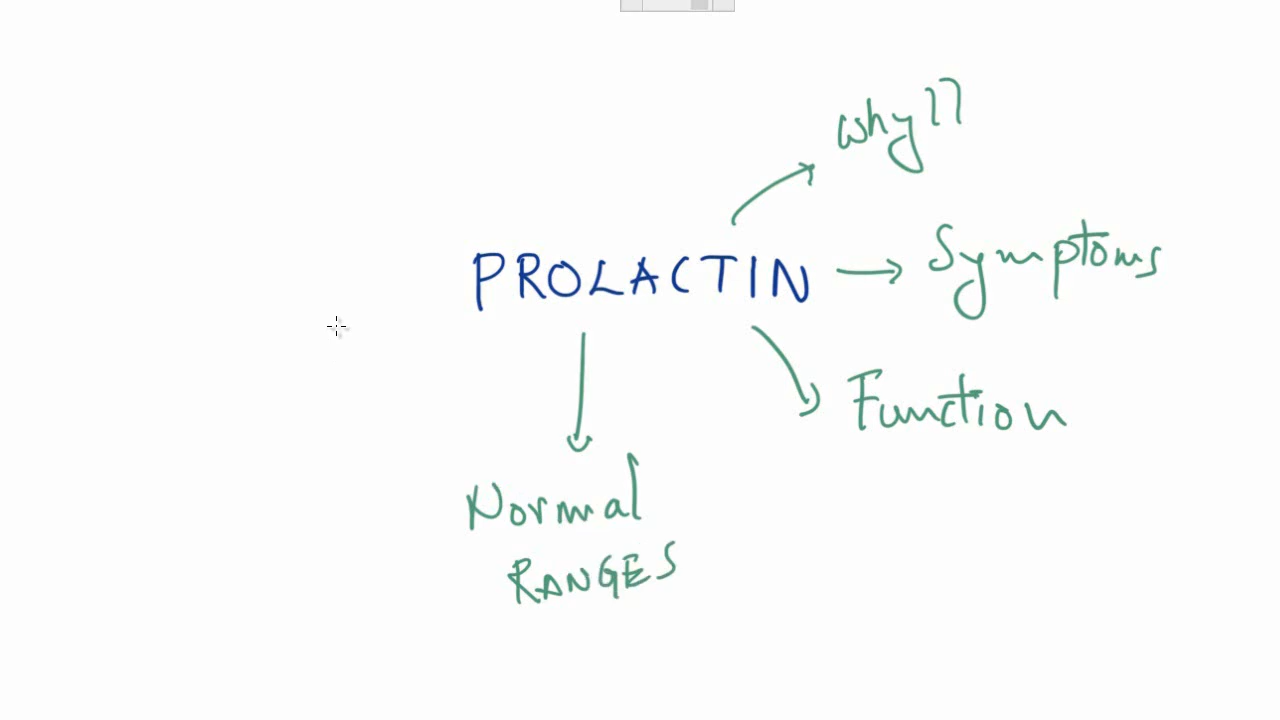 Why??
PROLACTIN
Symptoms
Function
Normal
RANGES